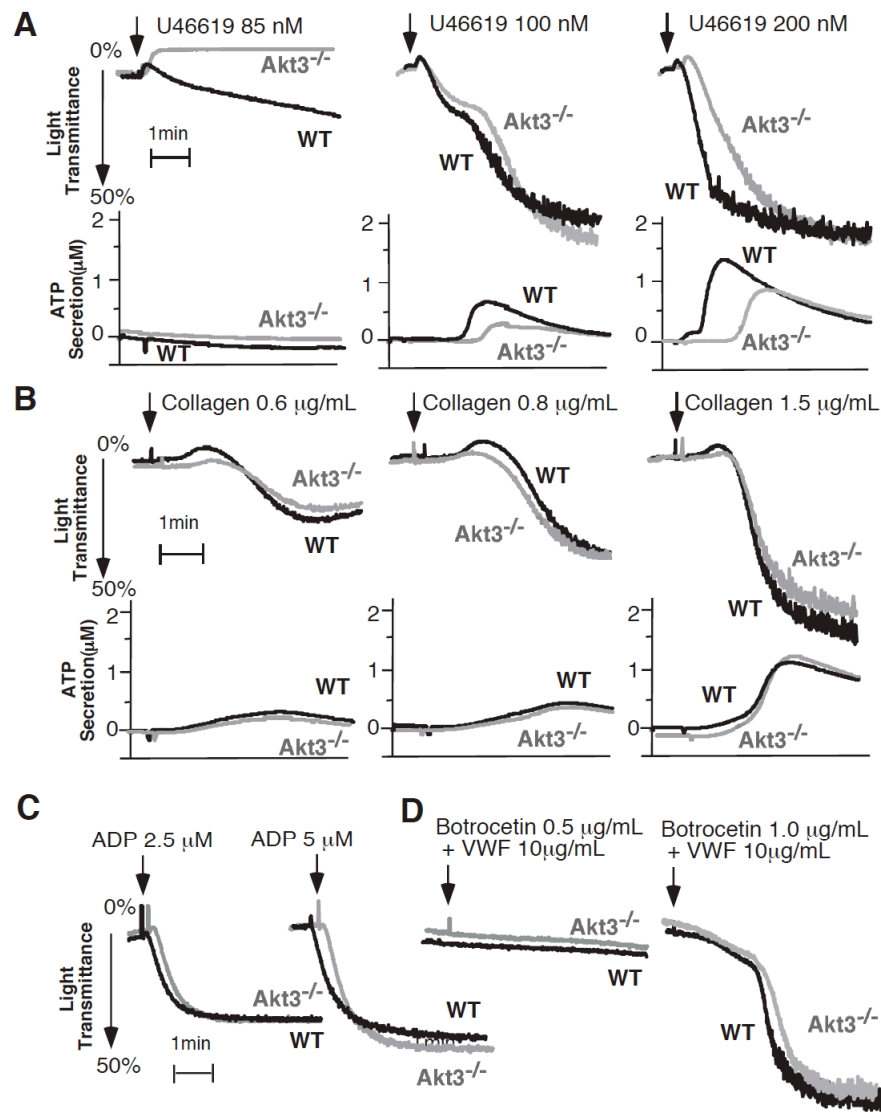 A
U46619 85 nM
U46619 100 nM
U46619 200 nM
0%
Akt3-/-
WT
1min
Light
Transmittance
50%
Akt3-/-
WT
Akt3-/-
WT
2
1
0
ATP
Secretion(μM)
Akt3-/-
WT
2
1
0
WT
Akt3-/-
2
1
0
WT
Akt3-/-
B
Collagen 0.6 μg/mL
Collagen 0.8 μg/mL
Collagen 1.5 μg/mL
0%
Akt3-/-
WT
1min
Light
Transmittance
50%
WT
Akt3-/-
Akt3-/-
WT
2
1
0
ATP
Secretion(μM)
WT
Akt3-/-
2
1
0
WT
Akt3-/-
2
1
0
WT
Akt3-/-
C
ADP 2.5 μM
ADP 5 μM
0%
Light
Transmittance
50%
Akt3-/-
WT
1min
WT
1min
Akt3-/-
D
Botrocetin 0.5 μg/mL
+ VWF 10μg/mL
Botrocetin 1.0 μg/mL
+ VWF 10μg/mL
Akt3-/-
WT
WT
Akt3-/-